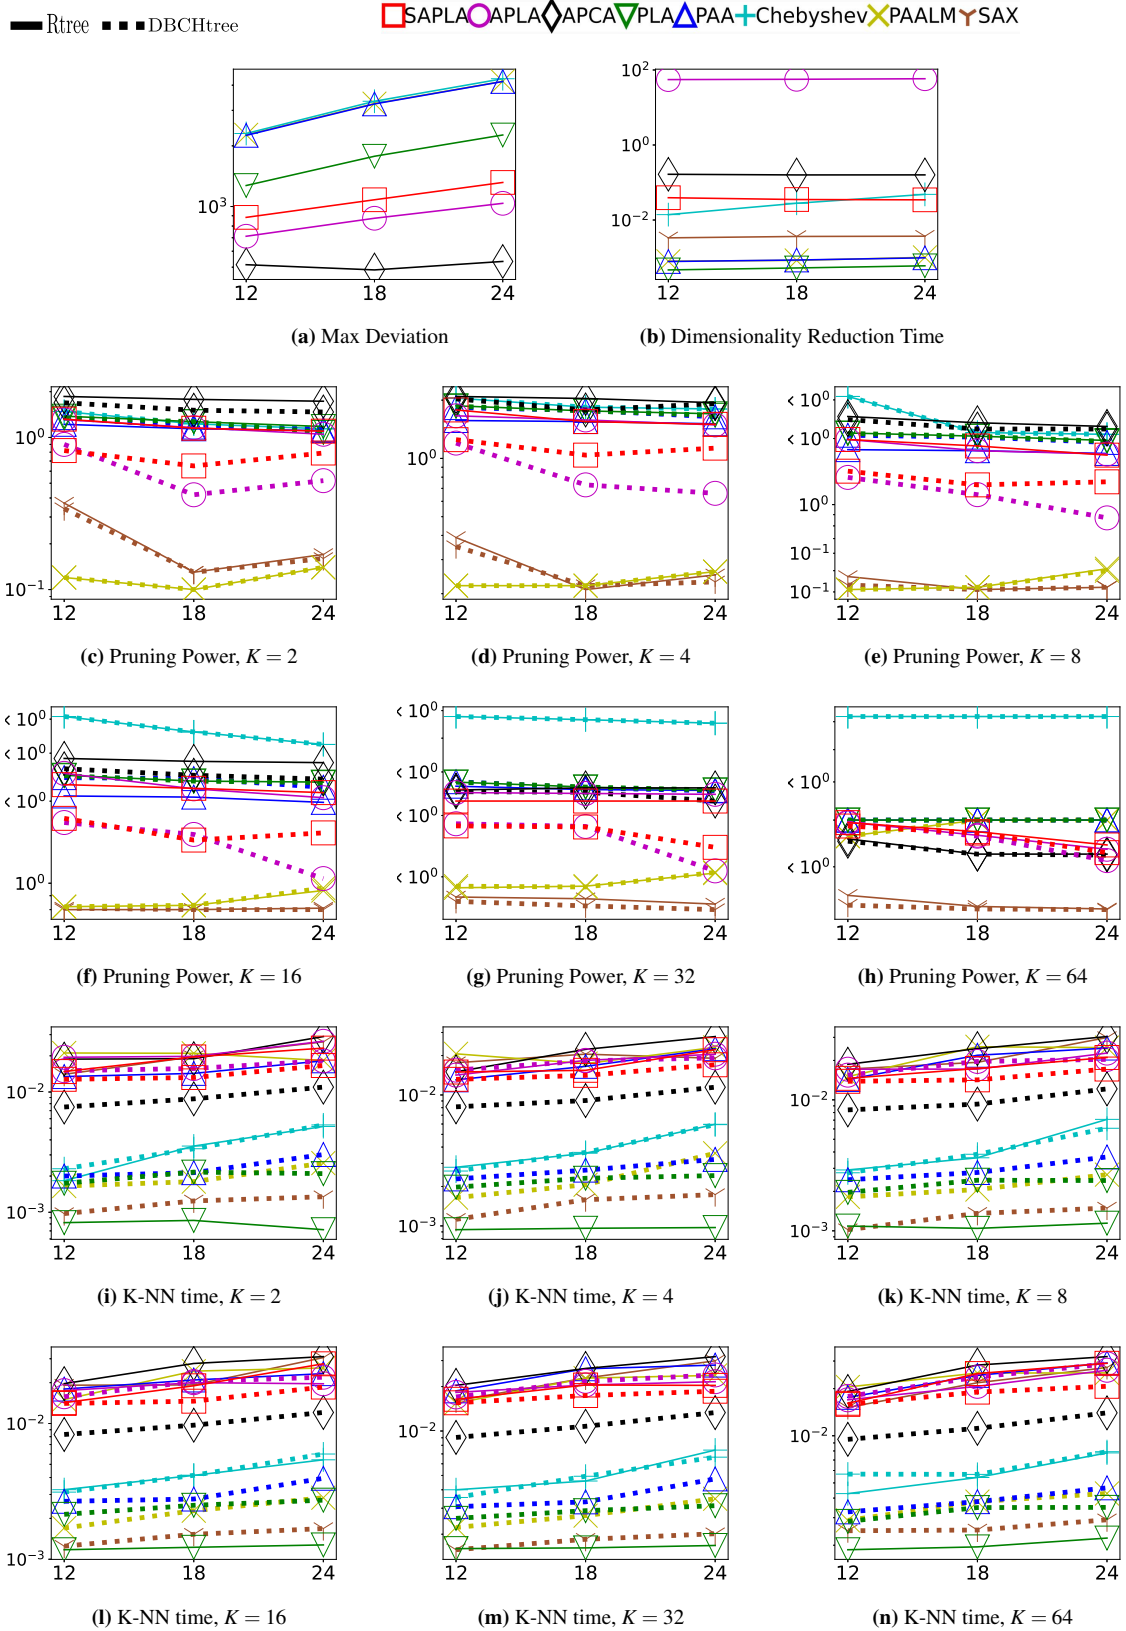 Rtree DBCHtree SAPLA APLA APCA PLA PAA Chebyshev PAALM SAX
10^3
12 18 24
(a) Max Deviation
10^2
10^0
10^-2
12 18 24
(b) Dimensionality Reduction Time
10^0
10^-1
12 18 24
(c) Pruning Power, K = 2
10^0
12 18 24
(d) Pruning Power, K = 4
< 10^0
< 10^0
10^0
10^-1
10^-1
12 18 24
(e) Pruning Power, K = 8
< 10^0
< 10^0
< 10^0
10^0
12 18 24
(f) Pruning Power, K = 16
< 10^0
< 10^0
< 10^0
< 10^0
12 18 24
(g) Pruning Power, K = 32
< 10^0
< 10^0
< 10^0
12 18 24
(h) Pruning Power, K = 64
10^-2
10^-3
12 18 24
(i) K-NN time, K = 2
10^-2
10^-3
12 18 24
(j) K-NN time, K = 4
10^-2
10^-3
12 18 24
(k) K-NN time, K = 8
10^-2
10^-3
12 18 24
(l) K-NN time, K = 16
10^-2
12 18 24
(m) K-NN time, K = 32
10^-2
12 18 24
(n) K-NN time, K = 64